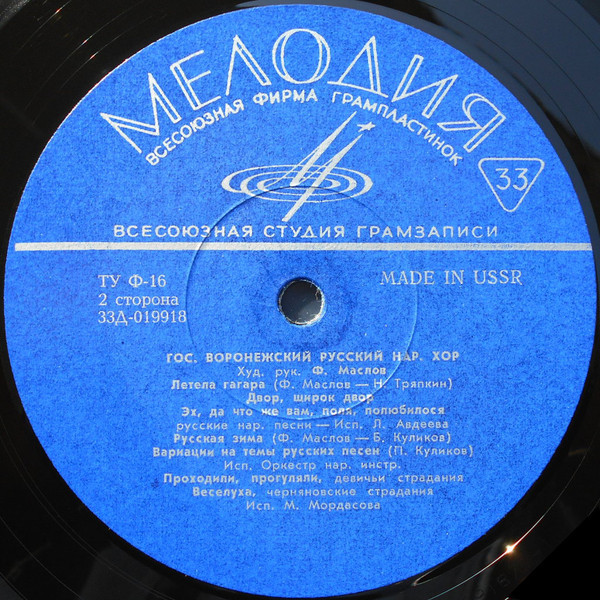 МЕЛОДИЯ
ВСЕСОЮЗНАЯ ФИРМА ГРАМПЛАСТИНОК
33
ВСЕСОЮЗНАЯ СТУДИЯ ГРАМЗАПИСИ
ТУ Ф-16
MADE IN USSR
2 сторона
33Д-019918
ГОС. ВОРОНЕЖСКИЙ РУССКИЙ НАР. ХОР
Худ. рук. Ф. Маслов
Летела гагара (Ф. Маслов — Н. Тряпкин)
Двор, широк двор
Эх, да что же вам, поля, полюбилося
русские нар. песни — Исп. Л. Авдеева
Русская зима (Ф. Маслов — Б. Куликов)
Вариации на темы русских песен (П. Куликов)
Исп. Оркестр нар. инстр.
Проходили, прогуляли, девичьи страдания
Веселуха, черняновские страдания
Исп. М. Мордасова